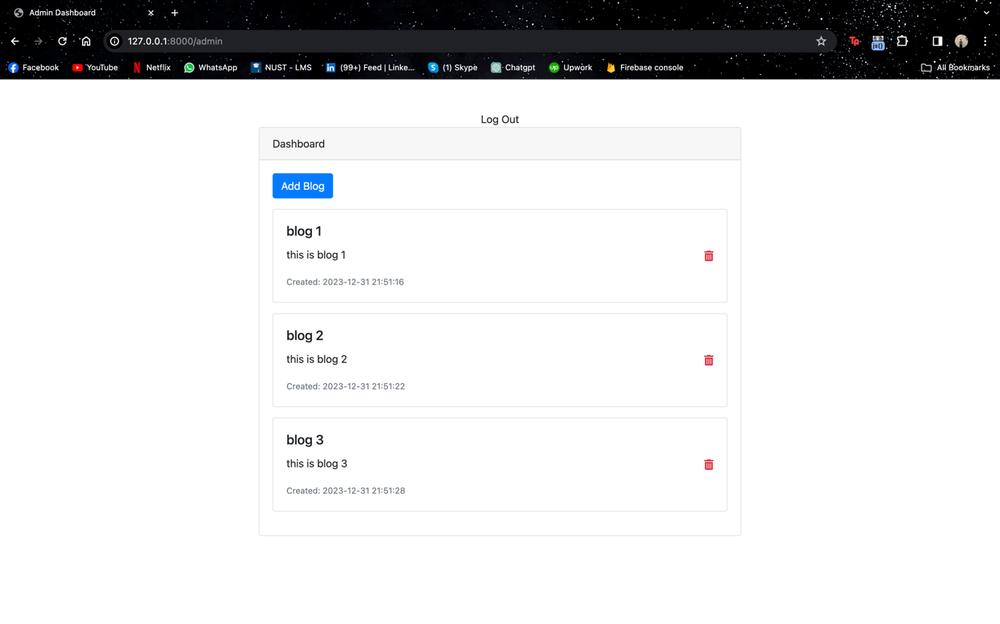 Admin Dashboard
127.0.0.1:8000/admin
js()
Facebook YouTube Netflix WhatsApp NUST - LMS (99+) Feed | Linke... (1) Skype Chatgpt Upwork Firebase console All Bookmarks
Log Out
Dashboard
Add Blog
blog 1
this is blog 1
Created: 2023-12-31 21:51:16
blog 2
this is blog 2
Created: 2023-12-31 21:51:22
blog 3
this is blog 3
Created: 2023-12-31 21:51:28